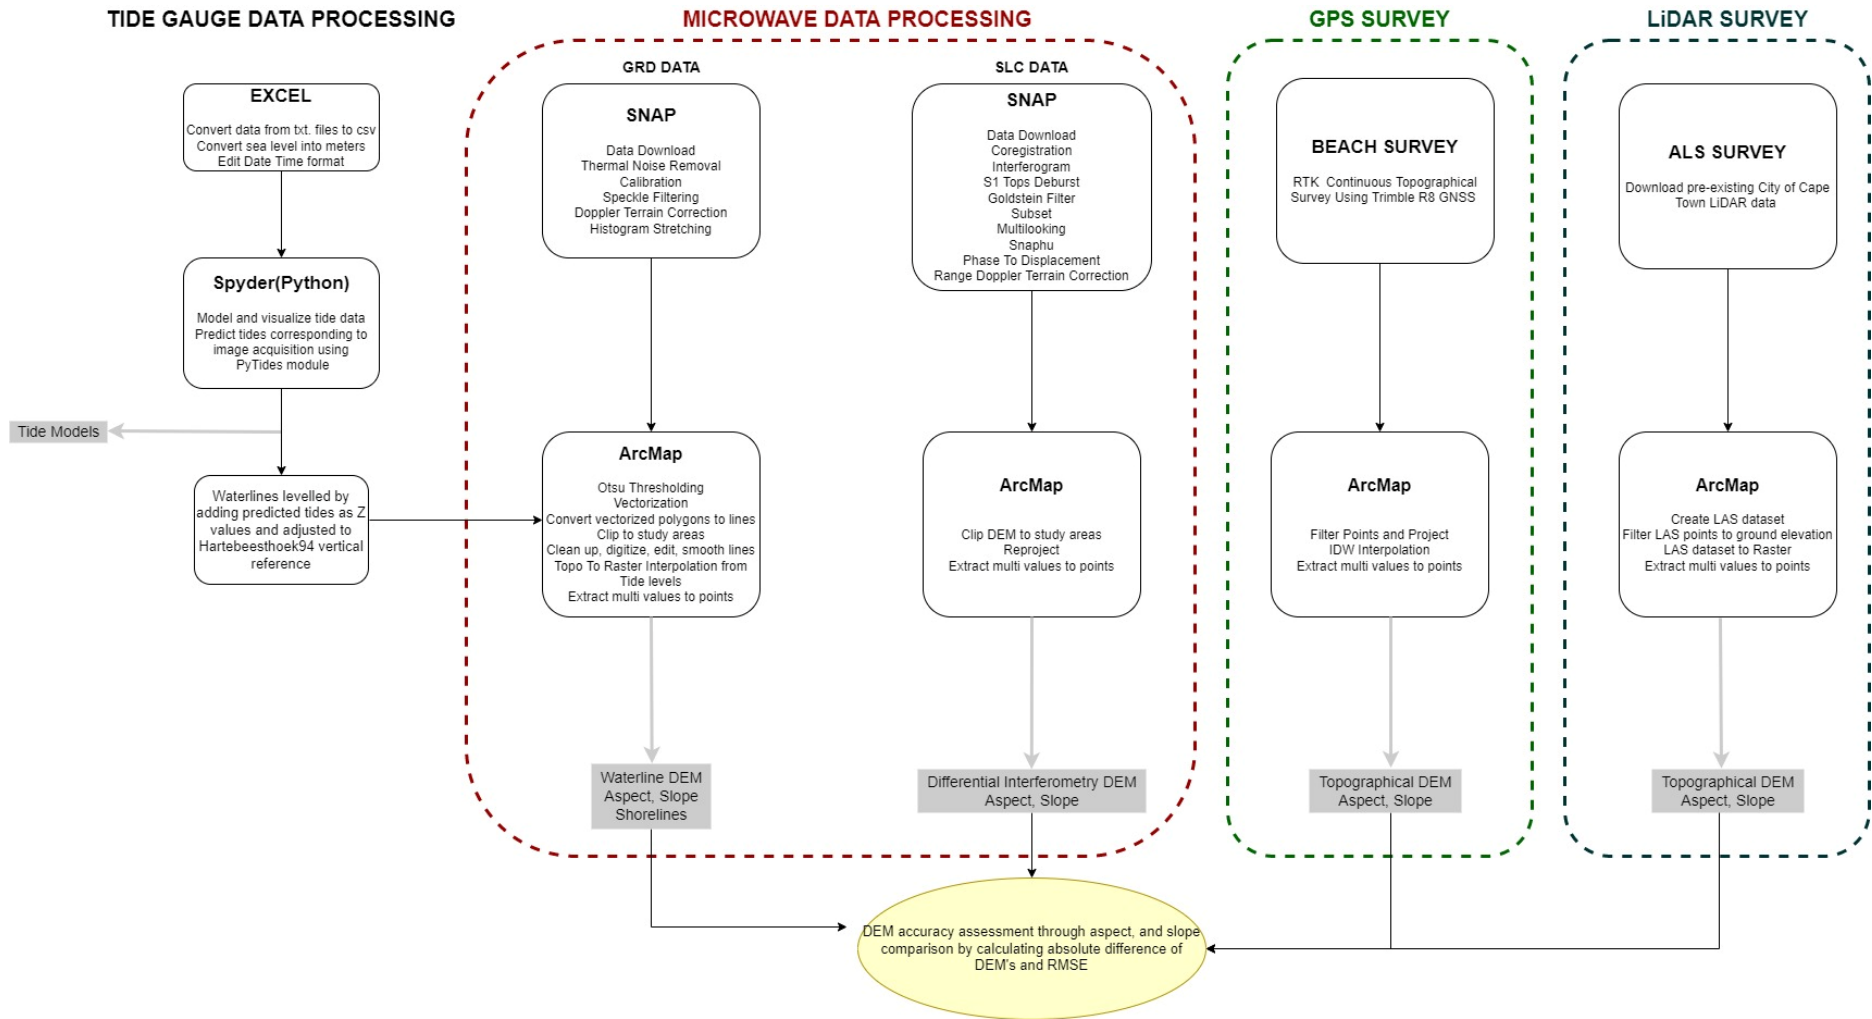 TIDE GAUGE DATA PROCESSING
EXCEL
Convert data from txt. files to csv
Convert sea level into meters
Edit Date Time format
Spyder(Python)
Model and visualize tide data
Predict tides corresponding to
image acquisition using
PyTides module
Tide Models
Waterlines levelled by
adding predicted tides as Z
values and adjusted to
Hartebeesthoek94 vertical
reference
MICROWAVE DATA PROCESSING
GRD DATA
SNAP
Data Download
Thermal Noise Removal
Calibration
Speckle Filtering
Doppler Terrain Correction
Histogram Stretching
ArcMap
Otsu Thresholding
Vectorization
Convert vectorized polygons to lines
Clip to study areas
Clean up, digitize, edit, smooth lines
Topo To Raster Interpolation from
Tide levels
Extract multi values to points
Waterline DEM
Aspect, Slope
Shorelines
SLC DATA
SNAP
Data Download
Coregistration
Interferogram
S1 Tops Deburst
Goldstein Filter
Subset
Multilooking
Snaphu
Phase To Displacement
Range Doppler Terrain Correction
ArcMap
Clip DEM to study areas
Reproject
Extract multi values to points
Differential Interferometry DEM
Aspect, Slope
GPS SURVEY
BEACH SURVEY
RTK Continuous Topographical
Survey Using Trimble R8 GNSS
ArcMap
Filter Points and Project
IDW Interpolation
Extract multi values to points
Topographical DEM
Aspect, Slope
LiDAR SURVEY
ALS SURVEY
Download pre-existing City of Cape
Town LiDAR data
ArcMap
Create LAS dataset
Filter LAS points to ground elevation
LAS dataset to Raster
Extract multi values to points
Topographical DEM
Aspect, Slope
DEM accuracy assessment through aspect, and slope
comparison by calculating absolute difference of
DEM's and RMSE